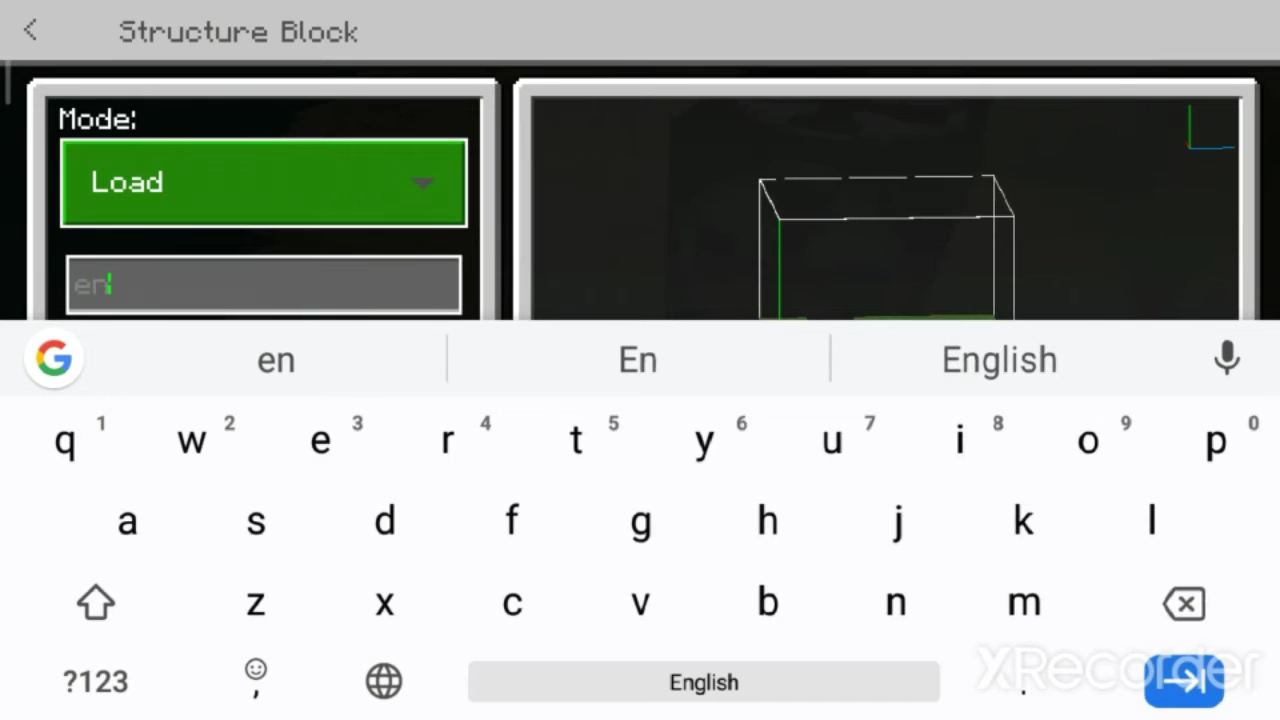 Structure Block
Mode:
Load
en
en En English
q 1 w 2 e 3 r 4 t 5 y 6 u 7 i 8 o 9 p 0
a s d f g h j k l
z x c v b n m
?123 , English .
XRecorder